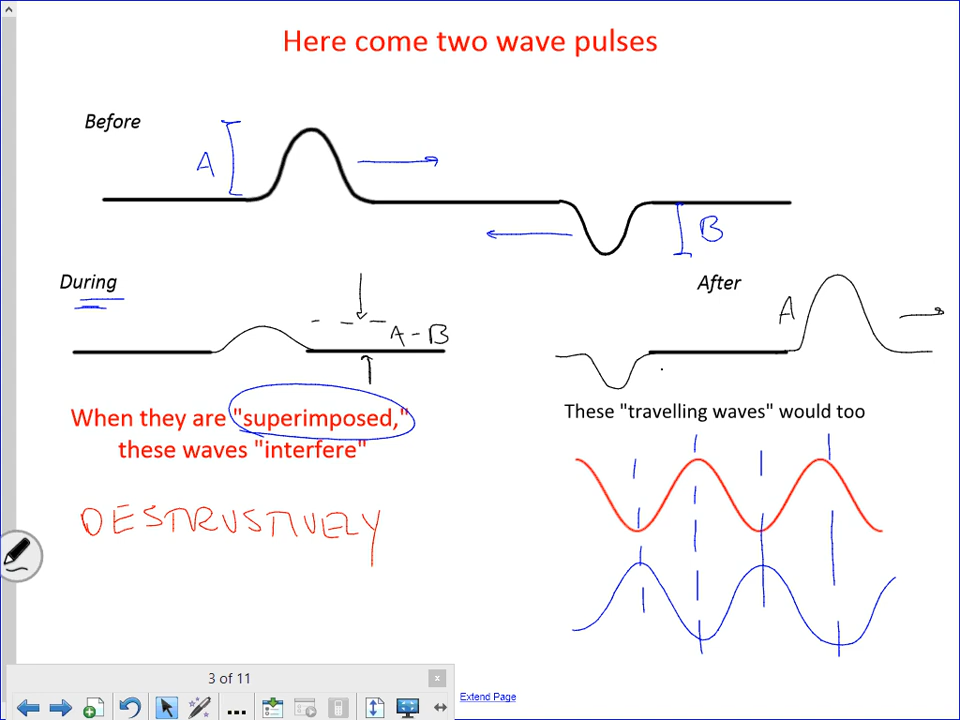 Here come two wave pulses
Before
A
B
During
After
A - B
A
When they are "superimposed,"
these waves "interfere"
These "travelling waves" would too
DESTRUSTIVELY
3 of 11
x
Extend Page